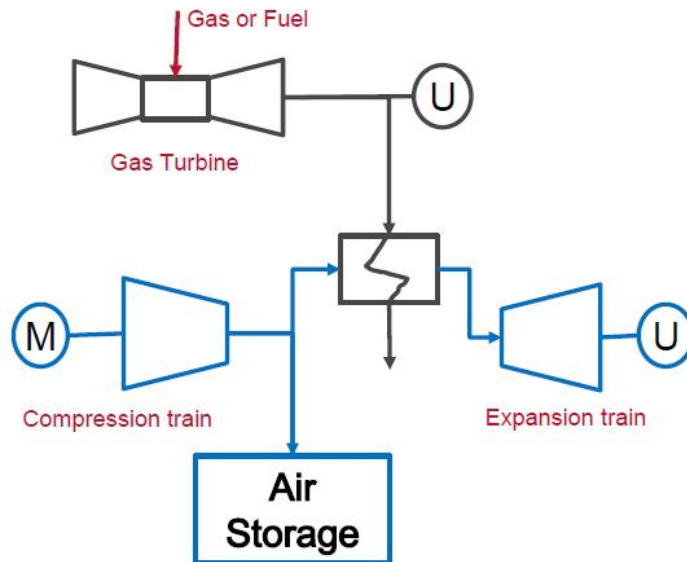 Gas or Fuel
U
Gas Turbine
M
U
Compression train
Expansion train
Air
Storage